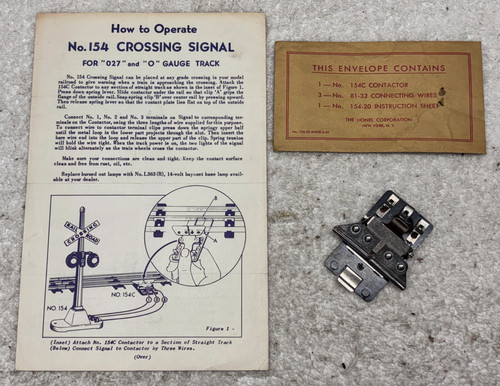 How to Operate
No. 154 CROSSING SIGNAL
FOR "027" and "O" GAUGE TRACK
No. 154 Crossing Signal can be placed at any grade crossing in your model
railroad to give warning when a train is approaching the crossing. Attach the
154C Contactor to any section of straight track as shown in the inset of Figure 1.
Press down spring lever. Slide contactor under the rail so that clip 'A' grips the
flange of the outside rail. Snap spring clip 'B' over contactor by pressing upward.
Then release spring lever so that the contact plates lie flat on top of the outside
rail.
Connect No. 1, No. 2 and No. 3 terminals on Signal to corresponding ter-
minals on the Contactor, using the three lengths of wire supplied for this purpose.
To connect wire to contactor terminal clips press down the springy upper half
until the metal loop in the lower part projects through the slot. Then insert the
bare wire end into the loop and release the upper part of the clip. Spring tension
will hold the wire tight. When the track power is on, the two lights of the signal
will blink alternately as the train wheels cross the contactor.
Make sure your connections are clean and tight. Keep the contact surface
clean and free from rust, oil, etc.
Replace burned out lamps with No. L363(R), 14-volt bayonet base lamp avail-
able at your dealer.
RAIL CROSSING
CROSSING ROAD
B
A
NO. 154C
NO. 154
1 2 3
Figure 1 -
(Inset) Attach No. 154C Contactor to a Section of Straight Track
(Below) Connect Signal to Contactor by Three Wires.
(Over)
THIS ENVELOPE CONTAINS
1 — No. 154C CONTACTOR
3 — No. 81-32 CONNECTING WIRES
1 — No. 154-20 INSTRUCTION SHEET
THE LIONEL CORPORATION
NEW YORK, N. Y.